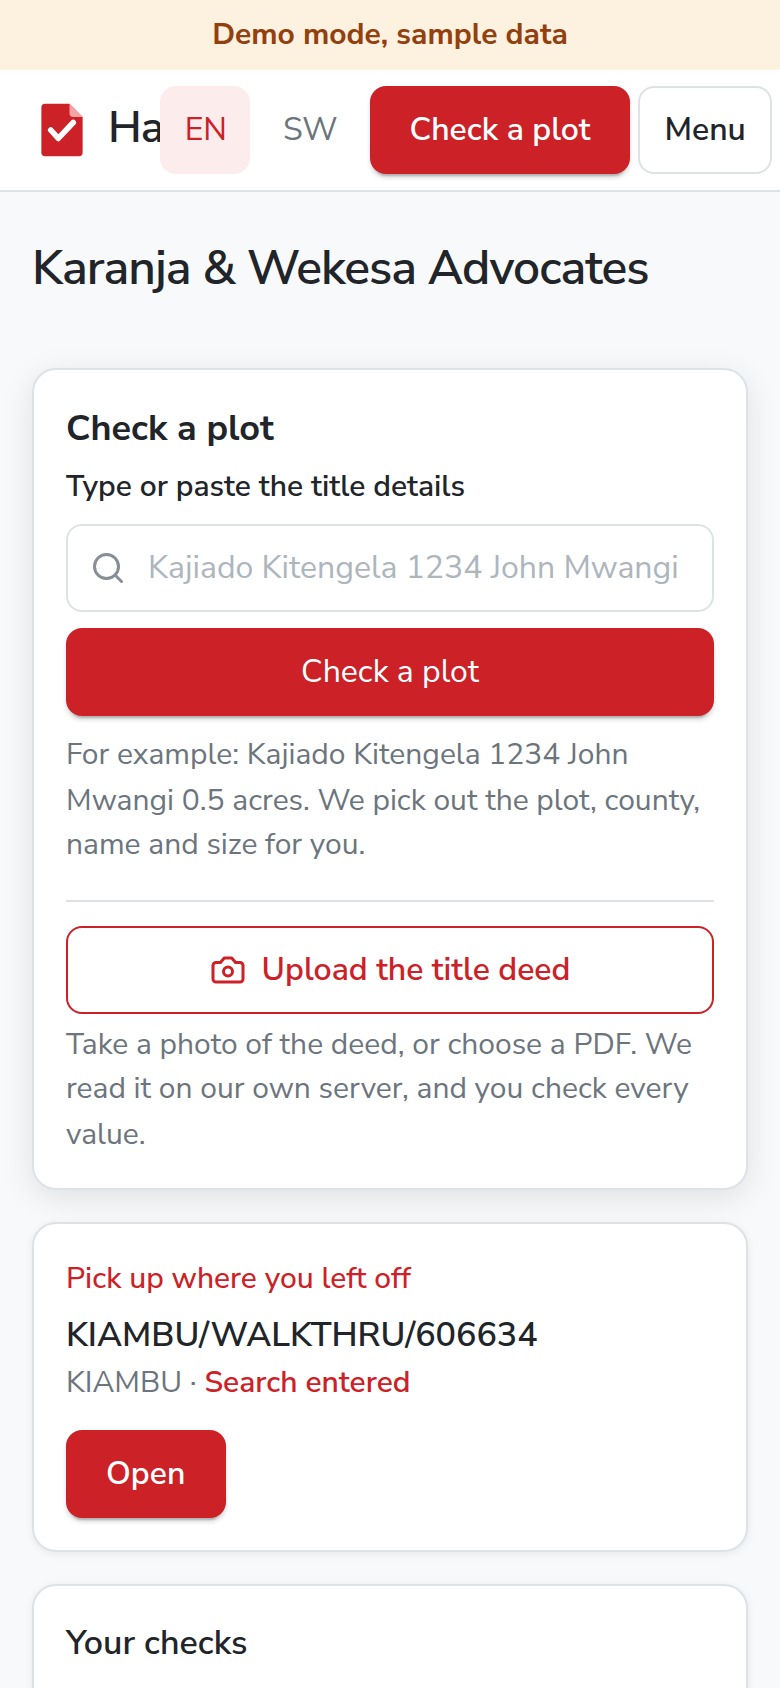 Demo mode, sample data
Ha EN SW Check a plot Menu
Karanja & Wekesa Advocates
Check a plot
Type or paste the title details
Kajiado Kitengela 1234 John Mwangi
Check a plot
For example: Kajiado Kitengela 1234 John
Mwangi 0.5 acres. We pick out the plot, county,
name and size for you.
Upload the title deed
Take a photo of the deed, or choose a PDF. We
read it on our own server, and you check every
value.
Pick up where you left off
KIAMBU/WALKTHRU/606634
KIAMBU · Search entered
Open
Your checks